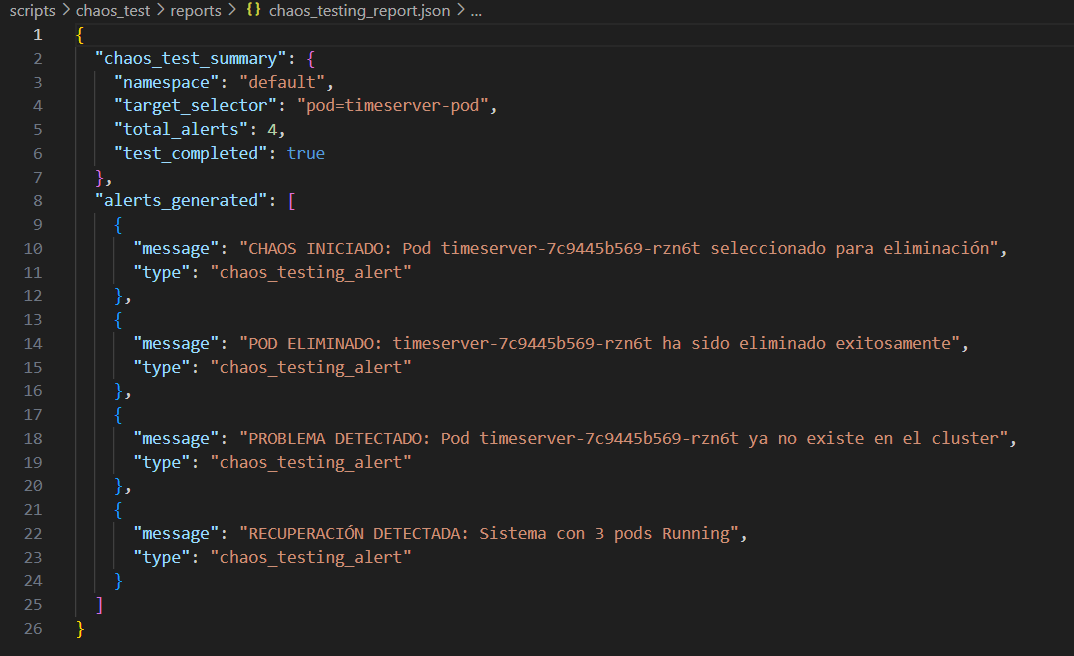 scripts > chaos_test > reports > {} chaos_testing_report.json > ...
1 {
2 "chaos_test_summary": {
3 "namespace": "default",
4 "target_selector": "pod=timeserver-pod",
5 "total_alerts": 4,
6 "test_completed": true
7 },
8 "alerts_generated": [
9 {
10 "message": "CHAOS INICIADO: Pod timeserver-7c9445b569-rzn6t seleccionado para eliminación",
11 "type": "chaos_testing_alert"
12 },
13 {
14 "message": "POD ELIMINADO: timeserver-7c9445b569-rzn6t ha sido eliminado exitosamente",
15 "type": "chaos_testing_alert"
16 },
17 {
18 "message": "PROBLEMA DETECTADO: Pod timeserver-7c9445b569-rzn6t ya no existe en el cluster",
19 "type": "chaos_testing_alert"
20 },
21 {
22 "message": "RECUPERACIÓN DETECTADA: Sistema con 3 pods Running",
23 "type": "chaos_testing_alert"
24 }
25 ]
26 }